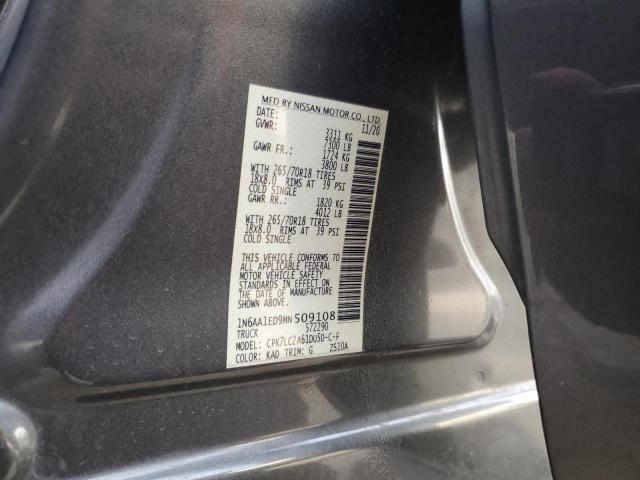 MFD BY NISSAN MOTOR CO., LTD.
DATE: 11/20
GVWR: 3311 KG
7300 LB
GAWR FR.: 1724 KG
3800 LB
WITH 265/70R18 TIRES
18X8.0 RIMS AT 39 PSI
COLD SINGLE
GAWR RR.: 1820 KG
4012 LB
WITH 265/70R18 TIRES
18X8.0 RIMS AT 39 PSI
COLD SINGLE
THIS VEHICLE CONFORMS TO
ALL APPLICABLE FEDERAL
MOTOR VEHICLE SAFETY
STANDARDS IN EFFECT ON
THE DATE OF MANUFACTURE
SHOWN ABOVE.
1N6AA1ED9MN509108
TRUCK S72290
MODEL: CPK7LCZA61DU5D-C-F
COLOR: KAD TRIM: G ZS10A